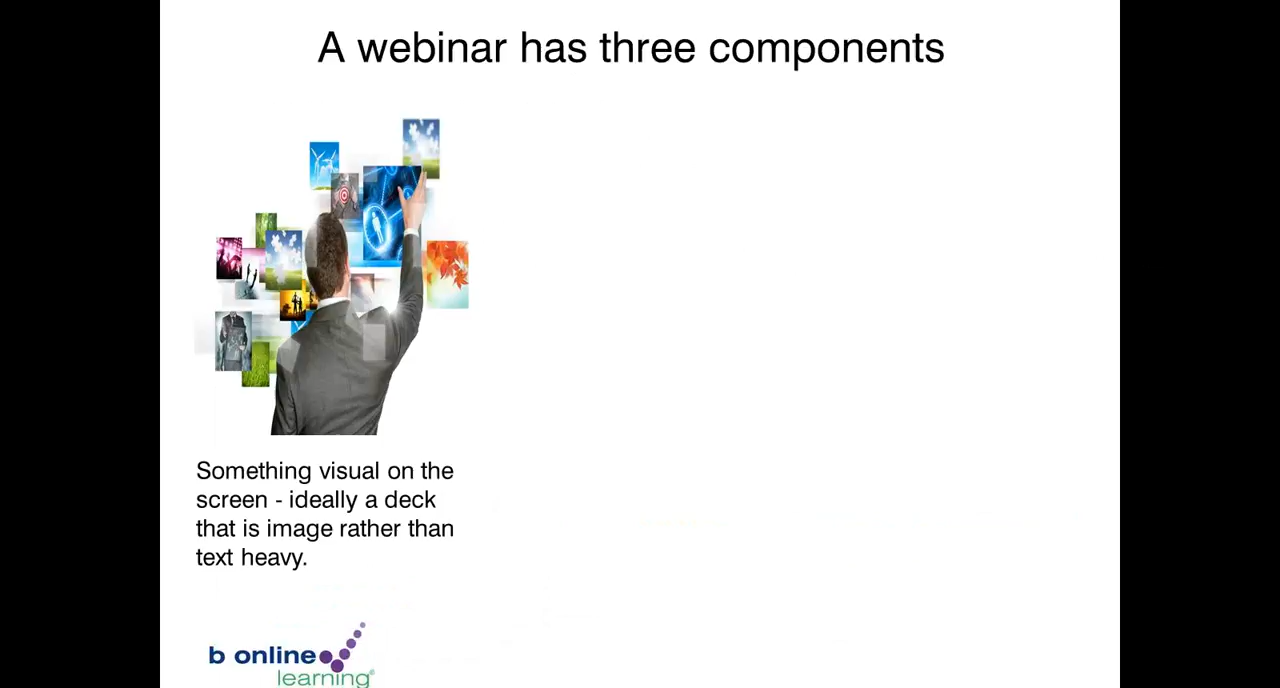 A webinar has three components
Something visual on the
screen - ideally a deck
that is image rather than
text heavy.
b online
learning®